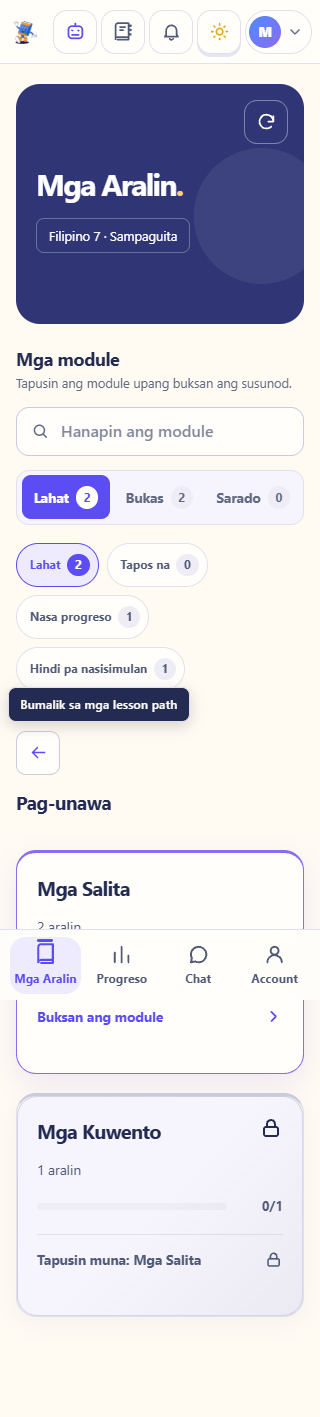 M
Mga Aralin.
Filipino 7 · Sampaguita
Mga module
Tapusin ang module upang buksan ang susunod.
Hanapin ang module
Lahat 2 Bukas 2 Sarado 0
Lahat 2 Tapos na 0
Nasa progreso 1
Hindi pa nasisimulan 1
Bumalik sa mga lesson path
Pag-unawa
Mga Salita
2 aralin
Mga Aralin Progreso Chat Account
Buksan ang module
Mga Kuwento
1 aralin
0/1
Tapusin muna: Mga Salita